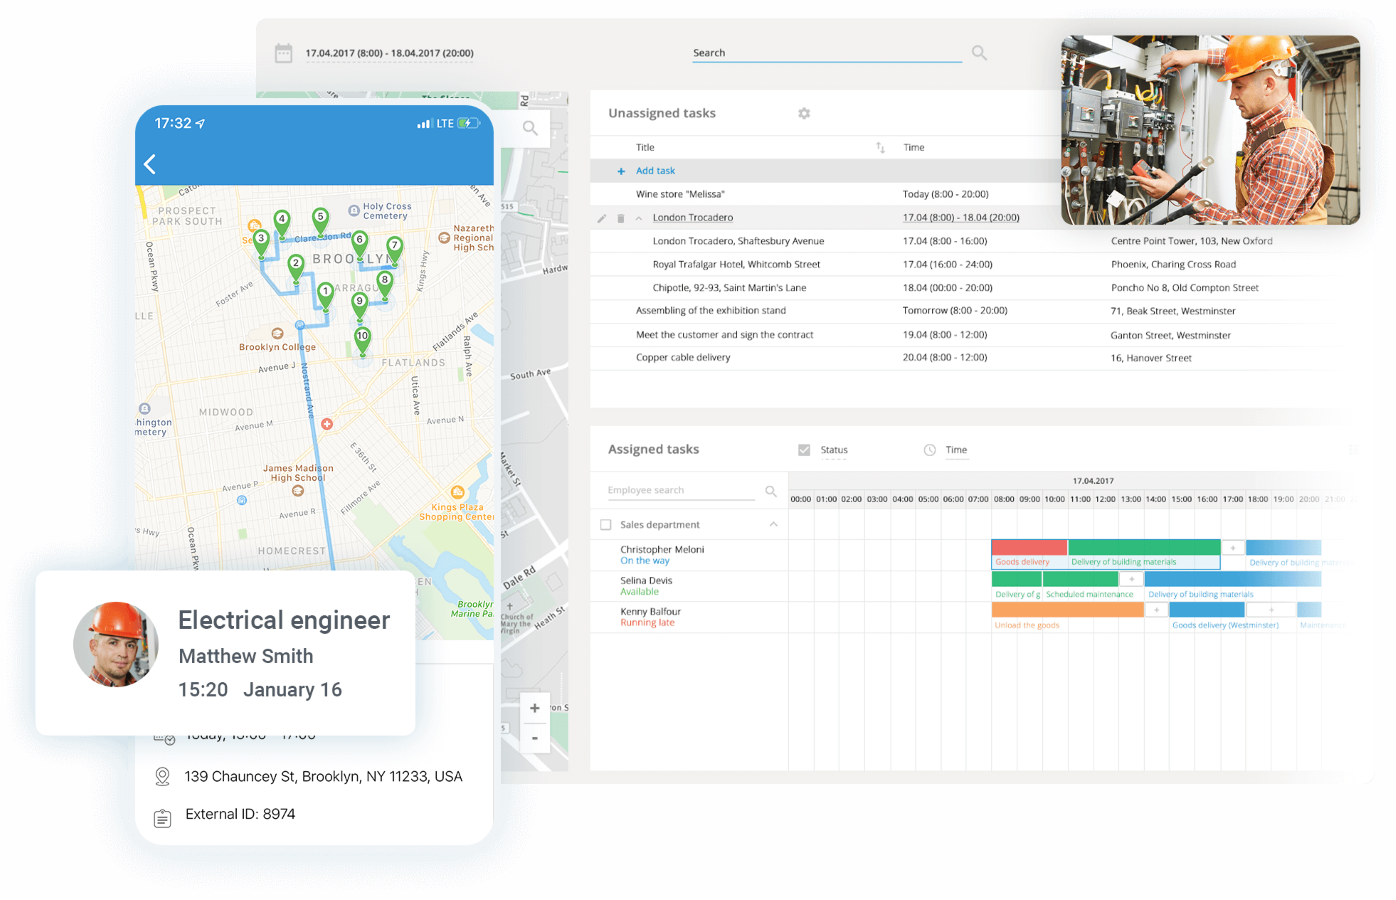 17.04.2017 (8:00) - 18.04.2017 (20:00)
Search
Unassigned tasks
Title
Time
+ Add task
Wine store "Melissa"
Today (8:00 - 20:00)
London Trocadero
17.04 (8:00) - 18.04 (20:00)
London Trocadero, Shaftesbury Avenue
17.04 (8:00 - 16:00)
Centre Point Tower, 103, New Oxford
Royal Trafalgar Hotel, Whitcomb Street
17.04 (16:00 - 24:00)
Phoenix, Charing Cross Road
Chipotle, 92-93, Saint Martin's Lane
18.04 (00:00 - 20:00)
Poncho No 8, Old Compton Street
Assembling of the exhibition stand
Tomorrow (8:00 - 20:00)
71, Beak Street, Westminster
Meet the customer and sign the contract
19.04 (8:00 - 12:00)
Ganton Street, Westminster
Copper cable delivery
20.04 (8:00 - 12:00)
16, Hanover Street
Assigned tasks
Status
Time
Employee search
17.04.2017
00:00 01:00 02:00 03:00 04:00 05:00 06:00 07:00 08:00 09:00 10:00 11:00 12:00 13:00 14:00 15:00 16:00 17:00 18:00 19:00 20:00 21:00
Sales department
Christopher Meloni
On the way
Goods delivery
Delivery of building materials
+
Delivery of building
Selina Devis
Available
Delivery of g
Scheduled maintenance
+
Delivery of building materials
Kenny Balfour
Running late
Unload the goods
+
Goods delivery (Westminster)
+
17:32
LTE
PROSPECT
PARK SOUTH
Holy Cross
Cemetery
Nazareth
Regional
High Sch
Ocean Pkwy
Clarendon Rd
BROOKLYN
Kings Hwy
Foster Ave
1
2
3
4
5
6
7
8
9
10
Brooklyn College
Flatlands Ave
Ralph Ave
Avenue J
FLATLANDS
Nostrand Ave
Utica Ave
MIDWOOD
hington
metery
Avenue M
Avenue N
E 36th St
James Madison
High School
Avenue P
Fillmore Ave
Kings Plaza
Shopping Center
Avenue R
Ocean Pkwy
HOMECREST
Brooklyn
Marine Pa
Rd
515
Hardw
South Ave
Market St
Dale Rd
Heath St
Church of
Mary the
Virgin
on S
+
-
Electrical engineer
Matthew Smith
15:20 January 16
139 Chauncey St, Brooklyn, NY 11233, USA
External ID: 8974